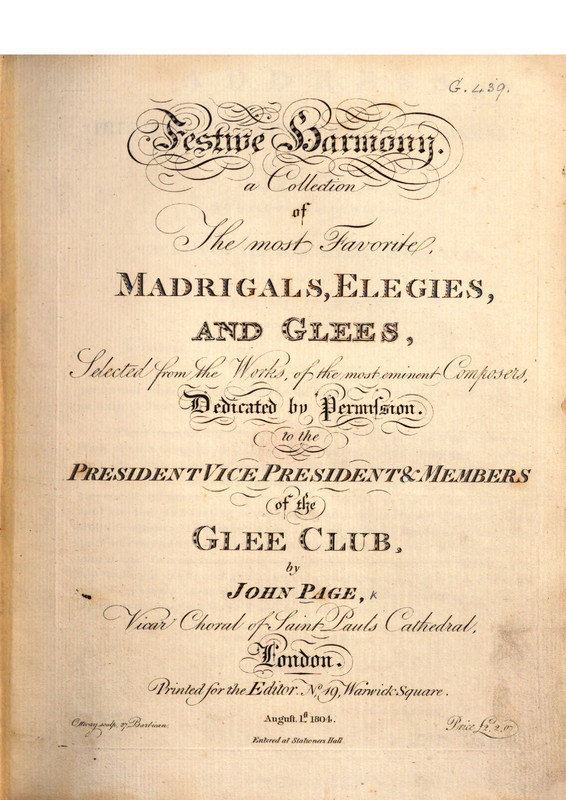 G. 439.
Festive Harmony.
a Collection
of
The most Favorite,
MADRIGALS, ELEGIES,
AND GLEES,
Selected from the Works, of the most eminent Composers,
Dedicated by Permiſsion.
to the
PRESIDENT VICE PRESIDENT & MEMBERS
of the
GLEE CLUB,
by
JOHN PAGE,
Vicar Choral of Saint Pauls Cathedral,
London.
Printed for the Editor. No. 19, Warwick Square.
Auguſt. 1st. 1804.
sculp. 27, Barbican.
Price £1,,
Entered at Stationers Hall.